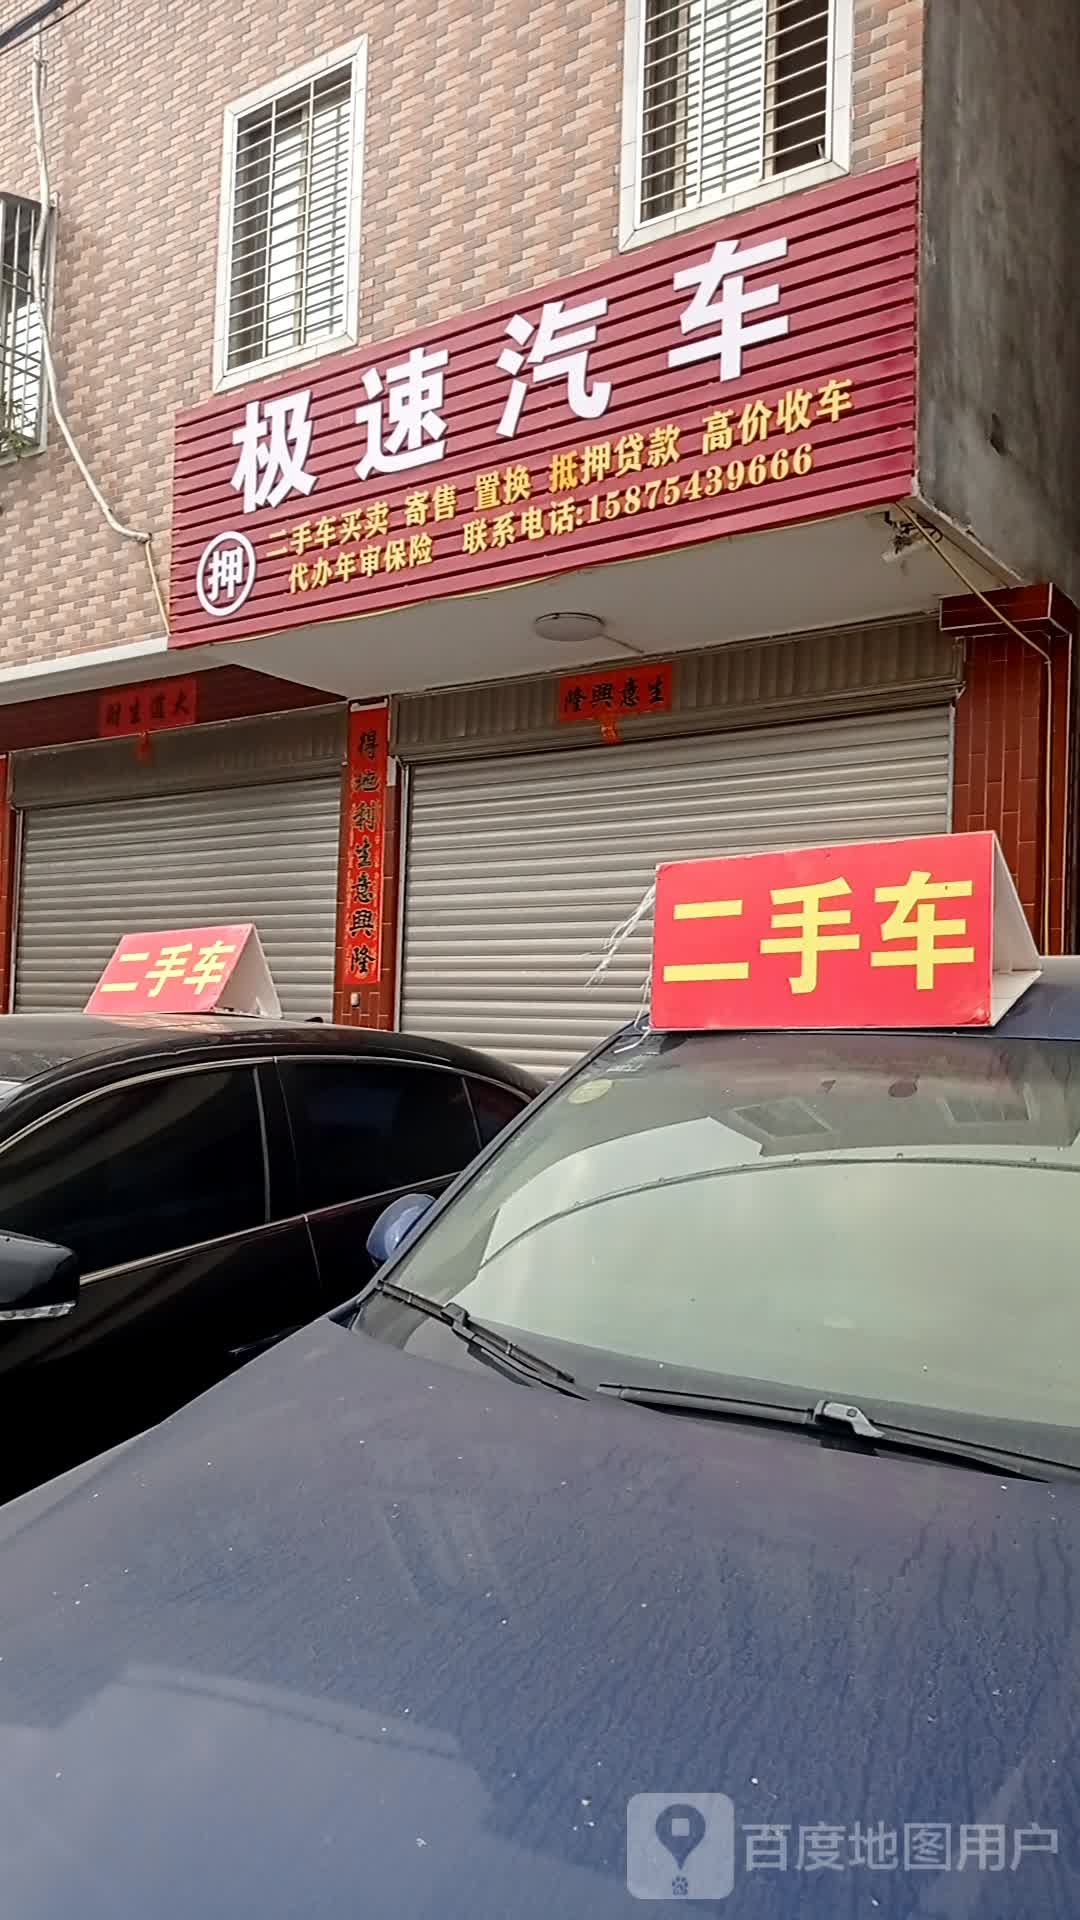 极速汽车
押
二手车买卖 寄售 置换 抵押贷款 高价收车
代办年审保险 联系电话:15875439666
財生道大
隆興意生
得地利生意興隆
二手车
二手车
百度地图用户